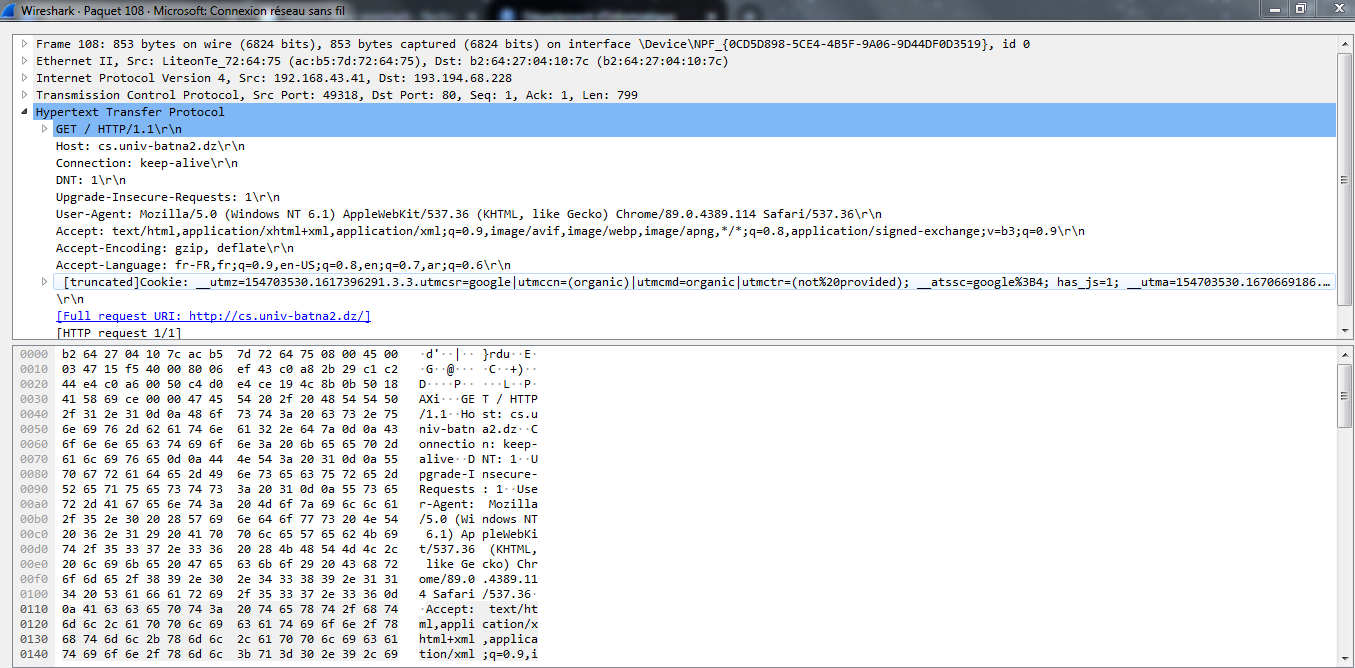 Wireshark · Paquet 108 · Microsoft: Connexion réseau sans fil
Frame 108: 853 bytes on wire (6824 bits), 853 bytes captured (6824 bits) on interface \Device\NPF_{0CD5D898-5CE4-4B5F-9A06-9D44DF0D3519}, id 0
Ethernet II, Src: LiteonTe_72:64:75 (ac:b5:7d:72:64:75), Dst: b2:64:27:04:10:7c (b2:64:27:04:10:7c)
Internet Protocol Version 4, Src: 192.168.43.41, Dst: 193.194.68.228
Transmission Control Protocol, Src Port: 49318, Dst Port: 80, Seq: 1, Ack: 1, Len: 799
Hypertext Transfer Protocol
GET / HTTP/1.1\r\n
Host: cs.univ-batna2.dz\r\n
Connection: keep-alive\r\n
DNT: 1\r\n
Upgrade-Insecure-Requests: 1\r\n
User-Agent: Mozilla/5.0 (Windows NT 6.1) AppleWebKit/537.36 (KHTML, like Gecko) Chrome/89.0.4389.114 Safari/537.36\r\n
Accept: text/html,application/xhtml+xml,application/xml;q=0.9,image/avif,image/webp,image/apng,*/*;q=0.8,application/signed-exchange;v=b3;q=0.9\r\n
Accept-Encoding: gzip, deflate\r\n
Accept-Language: fr-FR,fr;q=0.9,en-US;q=0.8,en;q=0.7,ar;q=0.6\r\n
[truncated]Cookie: __utmz=154703530.1617396291.3.3.utmcsr=google|utmccn=(organic)|utmcmd=organic|utmctr=(not%20provided); __atssc=google%3B4; has_js=1; __utma=154703530.1670669186.…
\r\n
[Full request URI: http://cs.univ-batna2.dz/]
[HTTP request 1/1]
0000 b2 64 27 04 10 7c ac b5 7d 72 64 75 08 00 45 00 ·d'··|·· }rdu··E·
0010 03 47 15 f5 40 00 80 06 ef 43 c0 a8 2b 29 c1 c2 ·G··@··· ·C··+)··
0020 44 e4 c0 a6 00 50 c4 d0 e4 ce 19 4c 8b 0b 50 18 D····P·· ···L··P·
0030 41 58 69 ce 00 00 47 45 54 20 2f 20 48 54 54 50 AXi···GE T / HTTP
0040 2f 31 2e 31 0d 0a 48 6f 73 74 3a 20 63 73 2e 75 /1.1··Ho st: cs.u
0050 6e 69 76 2d 62 61 74 6e 61 32 2e 64 7a 0d 0a 43 niv-batn a2.dz··C
0060 6f 6e 6e 65 63 74 69 6f 6e 3a 20 6b 65 65 70 2d onnectio n: keep-
0070 61 6c 69 76 65 0d 0a 44 4e 54 3a 20 31 0d 0a 55 alive··D NT: 1··U
0080 70 67 72 61 64 65 2d 49 6e 73 65 63 75 72 65 2d pgrade-I nsecure-
0090 52 65 71 75 65 73 74 73 3a 20 31 0d 0a 55 73 65 Requests : 1··Use
00a0 72 2d 41 67 65 6e 74 3a 20 4d 6f 7a 69 6c 6c 61 r-Agent: Mozilla
00b0 2f 35 2e 30 20 28 57 69 6e 64 6f 77 73 20 4e 54 /5.0 (Wi ndows NT
00c0 20 36 2e 31 29 20 41 70 70 6c 65 57 65 62 4b 69 6.1) Ap pleWebKi
00d0 74 2f 35 33 37 2e 33 36 20 28 4b 48 54 4d 4c 2c t/537.36 (KHTML,
00e0 20 6c 69 6b 65 20 47 65 63 6b 6f 29 20 43 68 72 like Ge cko) Chr
00f0 6f 6d 65 2f 38 39 2e 30 2e 34 33 38 39 2e 31 31 ome/89.0 .4389.11
0100 34 20 53 61 66 61 72 69 2f 35 33 37 2e 33 36 0d 4 Safari /537.36·
0110 0a 41 63 63 65 70 74 3a 20 74 65 78 74 2f 68 74 ·Accept: text/ht
0120 6d 6c 2c 61 70 70 6c 69 63 61 74 69 6f 6e 2f 78 ml,appli cation/x
0130 68 74 6d 6c 2b 78 6d 6c 2c 61 70 70 6c 69 63 61 html+xml ,applica
0140 74 69 6f 6e 2f 78 6d 6c 3b 71 3d 30 2e 39 2c 69 tion/xml ;q=0.9,i